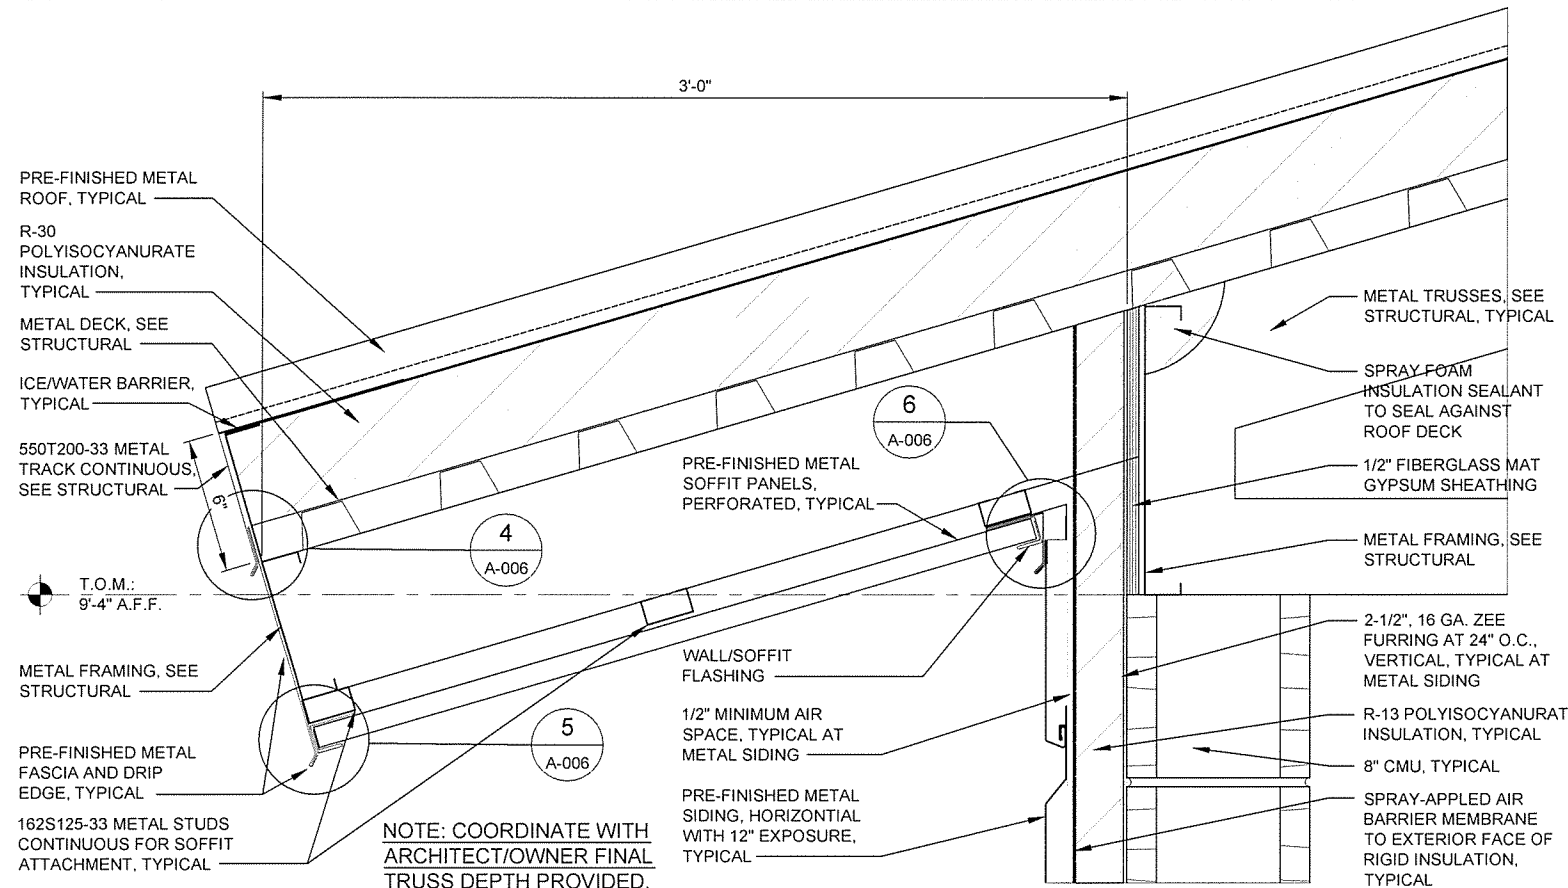 3'-0"
PRE-FINISHED METAL
ROOF, TYPICAL
R-30
POLYISOCYANURATE
INSULATION,
TYPICAL
METAL DECK, SEE
STRUCTURAL
ICE/WATER BARRIER,
TYPICAL
550T200-33 METAL
TRACK CONTINUOUS,
SEE STRUCTURAL
6"
T.O.M.:
9'-4" A.F.F.
METAL FRAMING, SEE
STRUCTURAL
PRE-FINISHED METAL
FASCIA AND DRIP
EDGE, TYPICAL
162S125-33 METAL STUDS
CONTINUOUS FOR SOFFIT
ATTACHMENT, TYPICAL
4
A-006
5
A-006
NOTE: COORDINATE WITH
ARCHITECT/OWNER FINAL
TRUSS DEPTH PROVIDED.
6
A-006
PRE-FINISHED METAL
SOFFIT PANELS,
PERFORATED, TYPICAL
WALL/SOFFIT
FLASHING
1/2" MINIMUM AIR
SPACE, TYPICAL AT
METAL SIDING
PRE-FINISHED METAL
SIDING, HORIZONTIAL
WITH 12" EXPOSURE,
TYPICAL
METAL TRUSSES, SEE
STRUCTURAL, TYPICAL
SPRAY FOAM
INSULATION SEALANT
TO SEAL AGAINST
ROOF DECK
1/2" FIBERGLASS MAT
GYPSUM SHEATHING
METAL FRAMING, SEE
STRUCTURAL
2-1/2", 16 GA. ZEE
FURRING AT 24" O.C.,
VERTICAL, TYPICAL AT
METAL SIDING
R-13 POLYISOCYANURAT
INSULATION, TYPICAL
8" CMU, TYPICAL
SPRAY-APPLED AIR
BARRIER MEMBRANE
TO EXTERIOR FACE OF
RIGID INSULATION,
TYPICAL